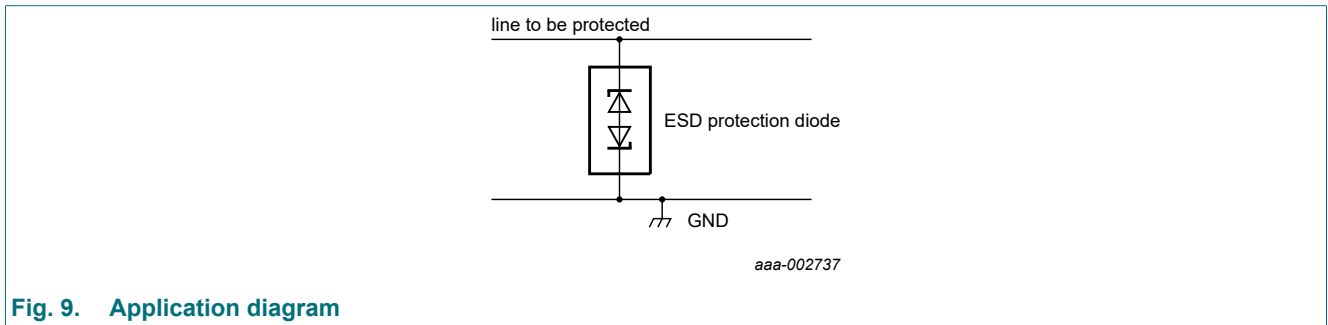 line to be protected
ESD protection diode
GND
aaa-002737
Fig. 9. Application diagram